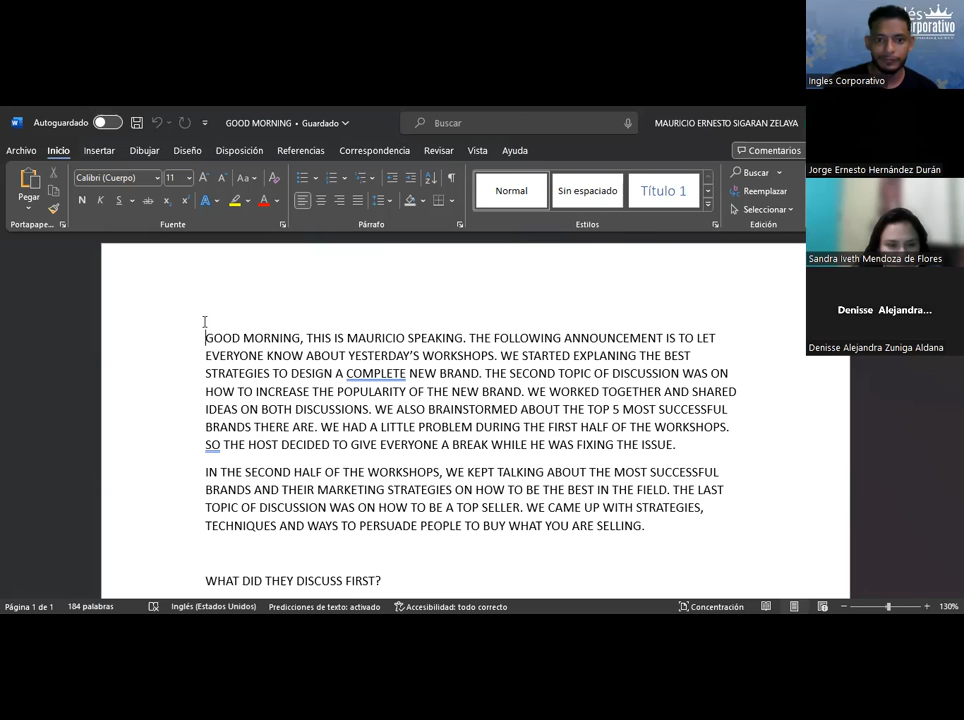 lés
corporativo
Ingles Corporativo
Autoguardado
GOOD MORNING • Guardado
Buscar
MAURICIO ERNESTO SIGARAN ZELAYA
Archivo Inicio Insertar Dibujar Diseño Disposición Referencias Correspondencia Revisar Vista Ayuda
Comentarios
Jorge Ernesto Hernández Durán
Pegar
Calibri (Cuerpo) 11
Normal
Sin espaciado
Título 1
Buscar
Reemplazar
Seleccionar
Portapape...
Fuente
Párrafo
Estilos
Edición
Sandra Iveth Mendoza de Flores
Denisse Alejandra...
Denisse Alejandra Zuniga Aldana
GOOD MORNING, THIS IS MAURICIO SPEAKING. THE FOLLOWING ANNOUNCEMENT IS TO LET
EVERYONE KNOW ABOUT YESTERDAY'S WORKSHOPS. WE STARTED EXPLANING THE BEST
STRATEGIES TO DESIGN A COMPLETE NEW BRAND. THE SECOND TOPIC OF DISCUSSION WAS ON
HOW TO INCREASE THE POPULARITY OF THE NEW BRAND. WE WORKED TOGETHER AND SHARED
IDEAS ON BOTH DISCUSSIONS. WE ALSO BRAINSTORMED ABOUT THE TOP 5 MOST SUCCESSFUL
BRANDS THERE ARE. WE HAD A LITTLE PROBLEM DURING THE FIRST HALF OF THE WORKSHOPS.
SO THE HOST DECIDED TO GIVE EVERYONE A BREAK WHILE HE WAS FIXING THE ISSUE.
IN THE SECOND HALF OF THE WORKSHOPS, WE KEPT TALKING ABOUT THE MOST SUCCESSFUL
BRANDS AND THEIR MARKETING STRATEGIES ON HOW TO BE THE BEST IN THE FIELD. THE LAST
TOPIC OF DISCUSSION WAS ON HOW TO BE A TOP SELLER. WE CAME UP WITH STRATEGIES,
TECHNIQUES AND WAYS TO PERSUADE PEOPLE TO BUY WHAT YOU ARE SELLING.
WHAT DID THEY DISCUSS FIRST?
Página 1 de 1
184 palabras
Inglés (Estados Unidos)
Predicciones de texto: activado
Accesibilidad: todo correcto
Concentración
130%